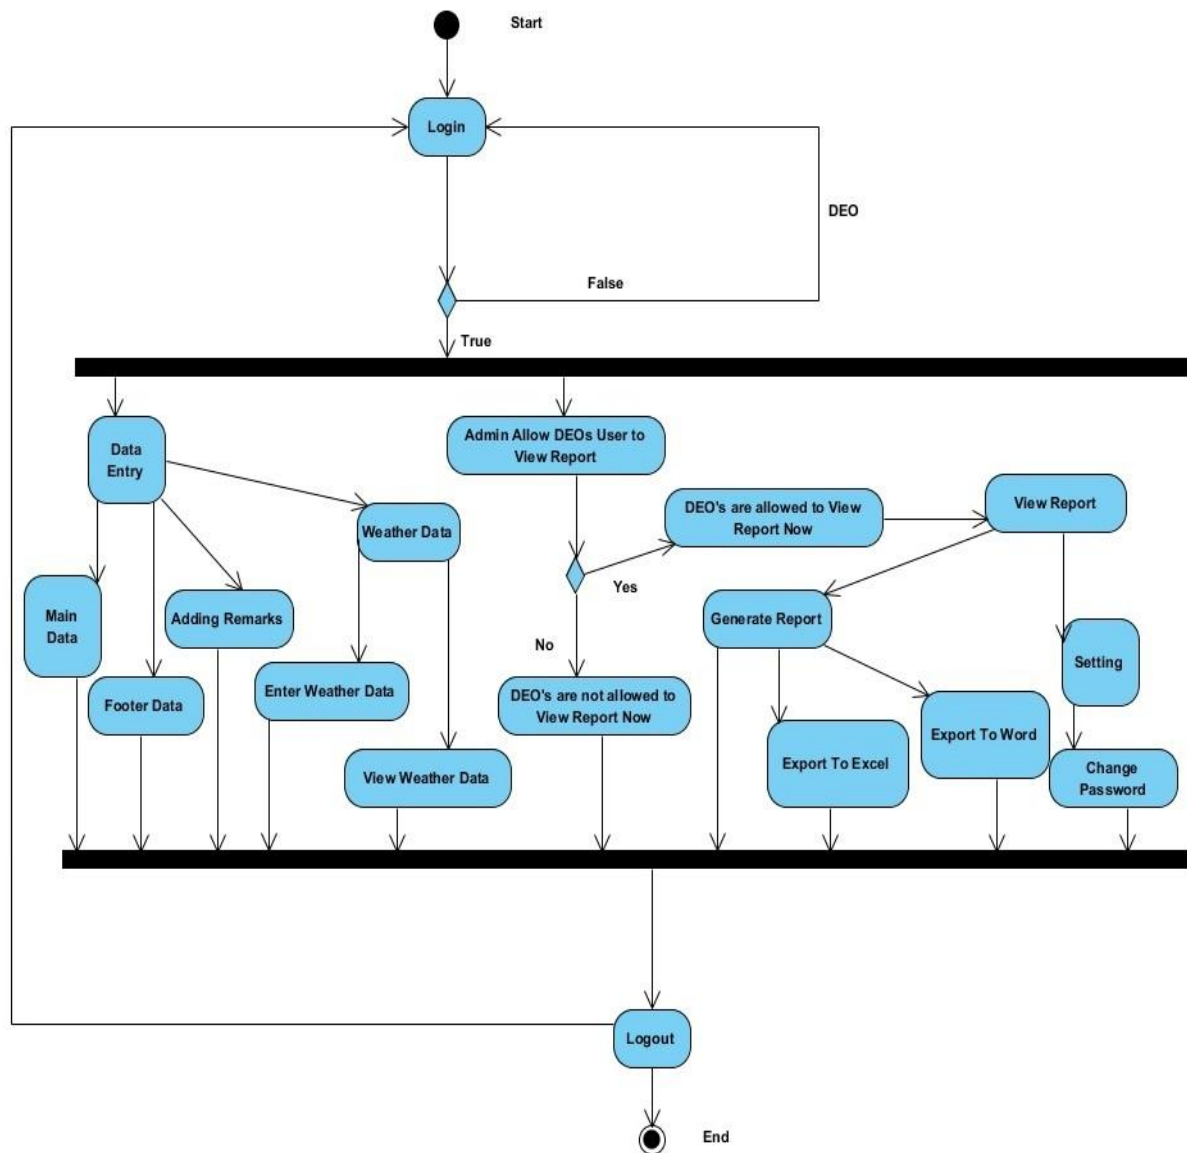 Start
Login
DEO
False
True
Data
Entry
Admin Allow DEOs User to
View Report
DEO's are allowed to View
Report Now
View Report
Weather Data
Yes
Main
Data
Adding Remarks
Generate Report
No
Setting
Footer Data
Enter Weather Data
DEO's are not allowed to
View Report Now
Export To Word
Export To Excel
View Weather Data
Change
Password
Logout
End